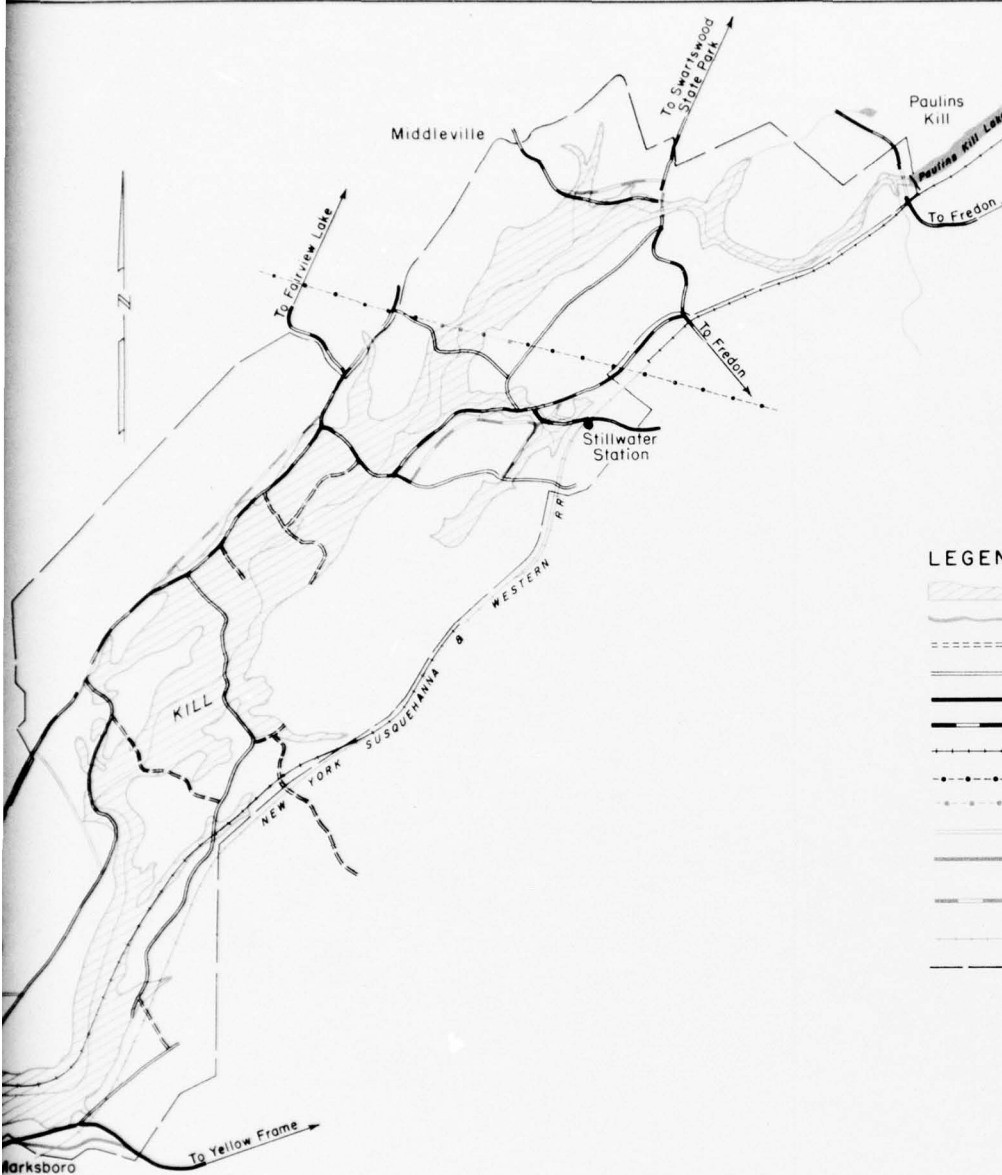 To Swartswood
State Park
Paulins
Kill
Middleville
Paulins Kill Lake
To Fredon
To Fairview Lake
N
To Fredon
Stillwater
Station
LEGEN
KILL
NEW YORK SUSQUEHANNA & WESTERN RR
To Yellow Frame
arksboro